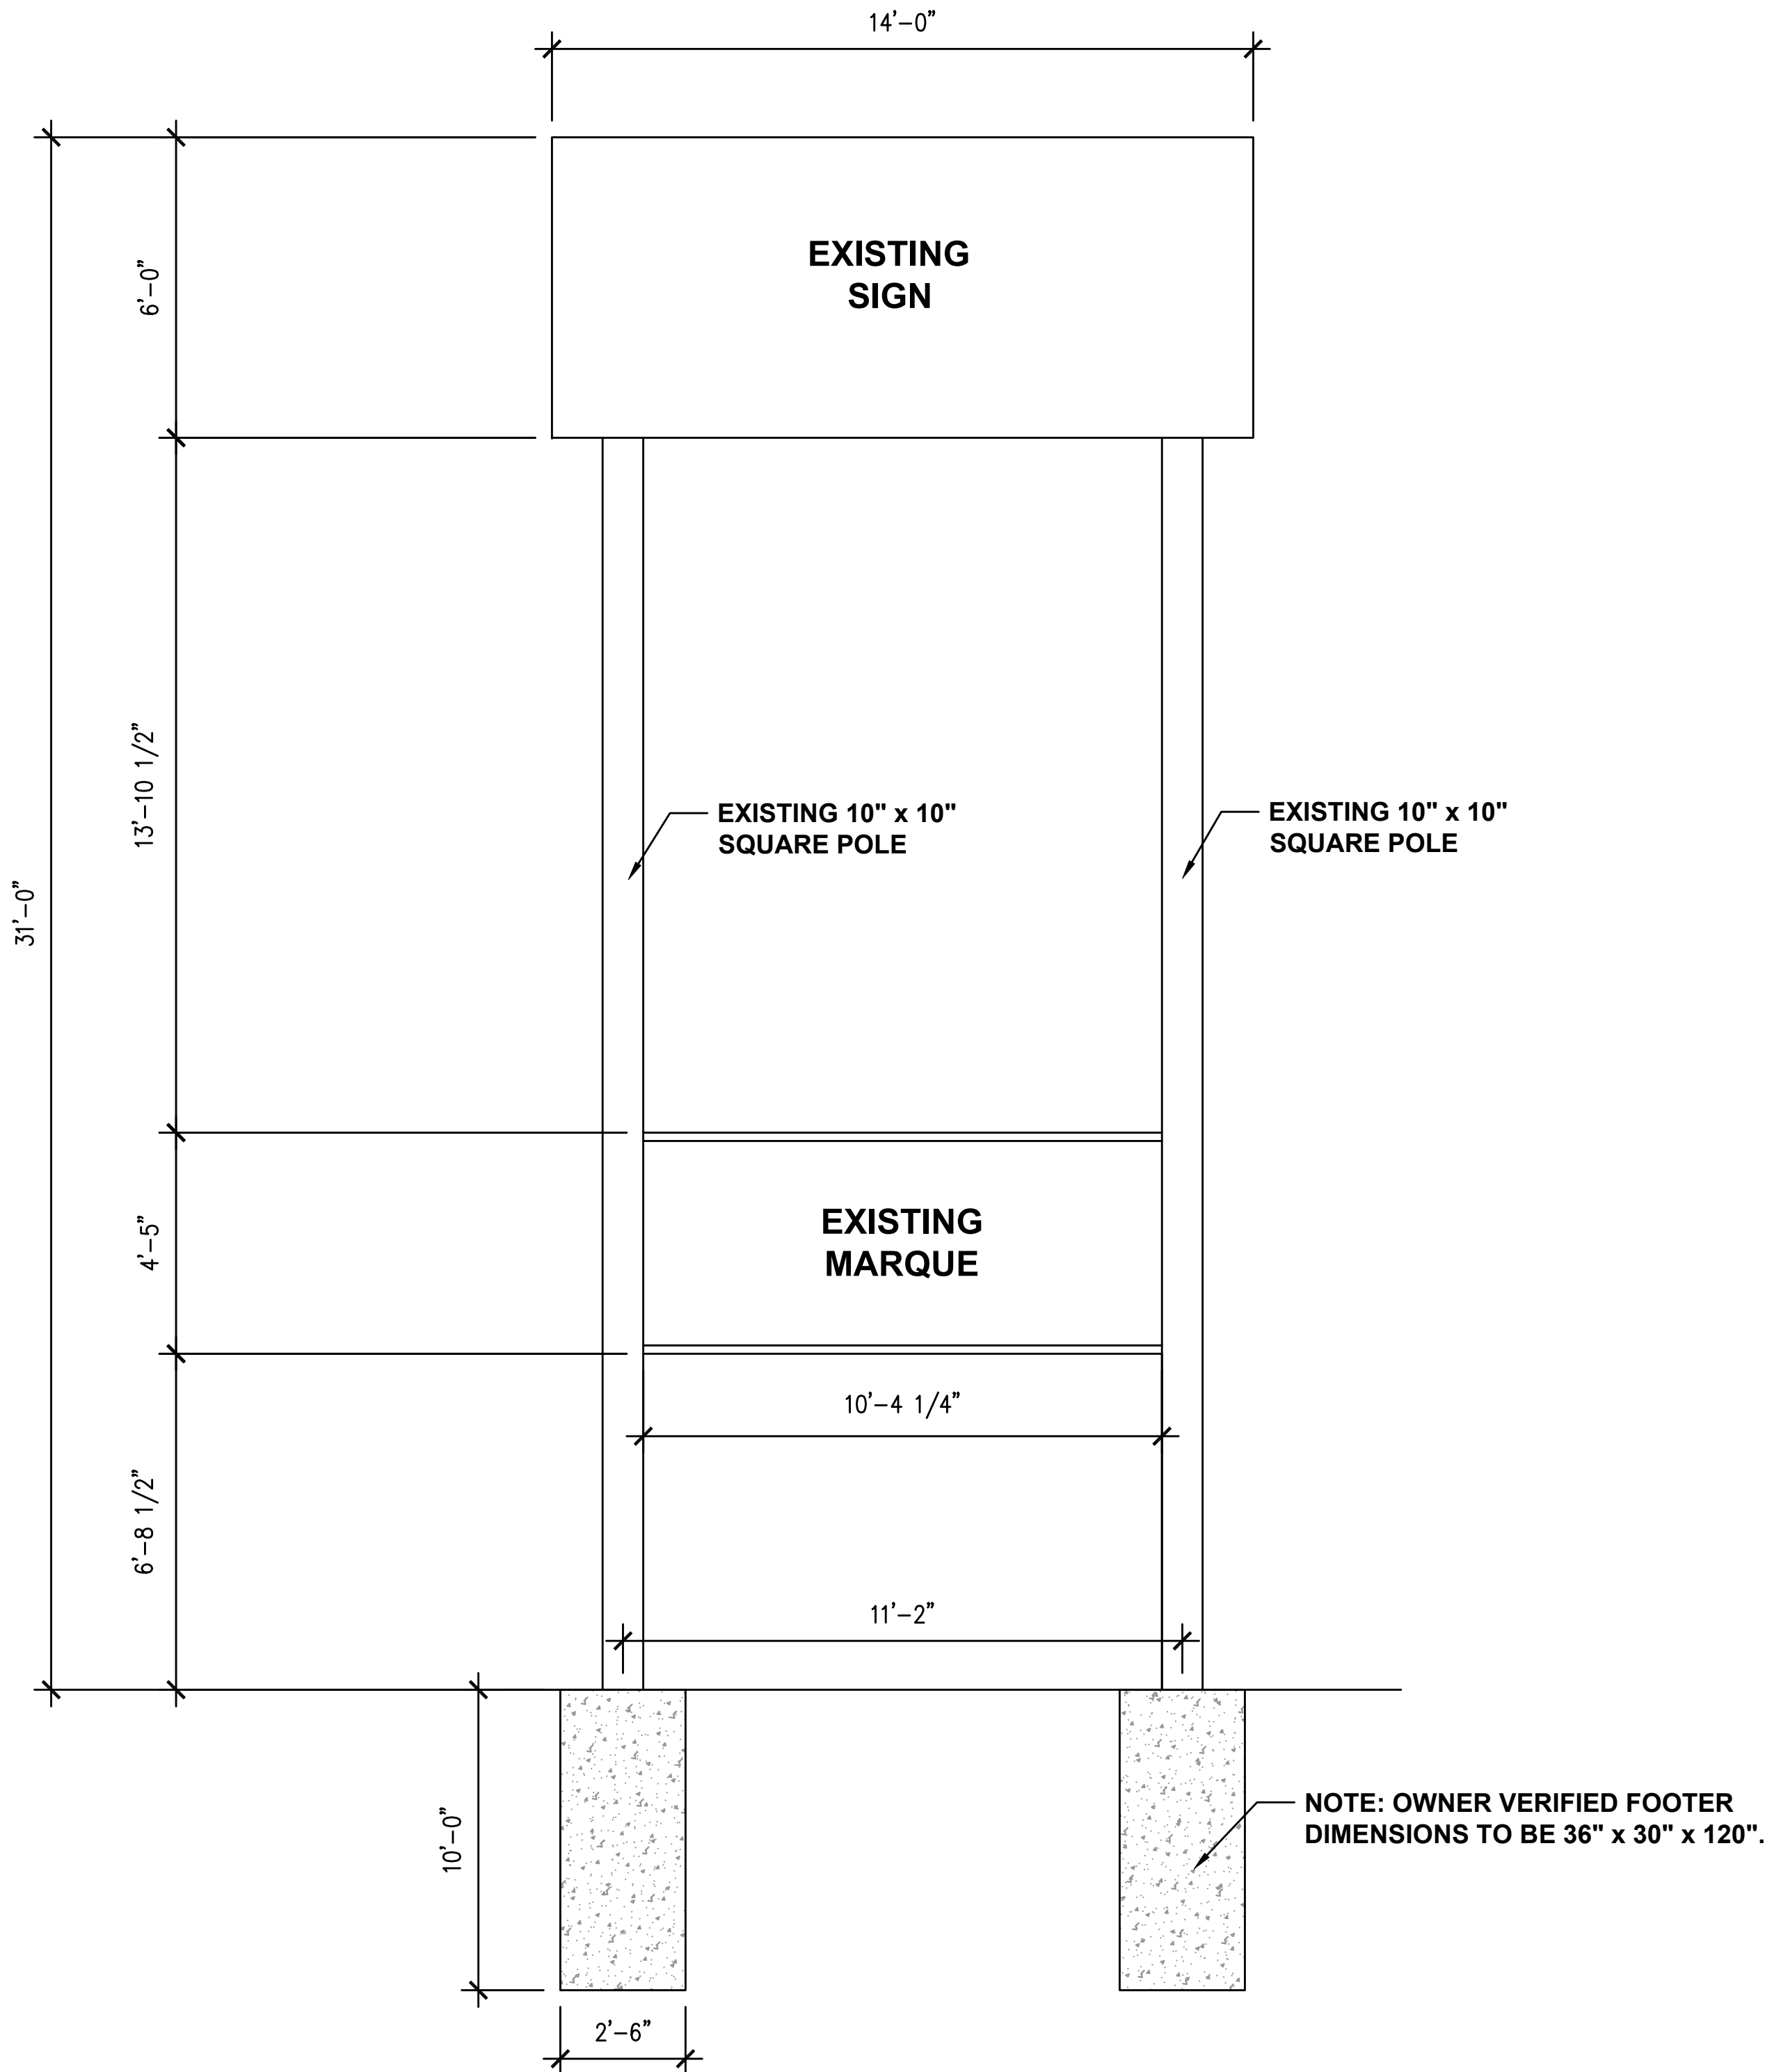 14'-0"
EXISTING
SIGN
6'-0"
13'-10 1/2"
EXISTING 10" x 10"
SQUARE POLE
EXISTING 10" x 10"
SQUARE POLE
31'-0"
4'-5"
EXISTING
MARQUE
10'-4 1/4"
6'-8 1/2"
11'-2"
10'-0"
NOTE: OWNER VERIFIED FOOTER
DIMENSIONS TO BE 36" x 30" x 120".
2'-6"